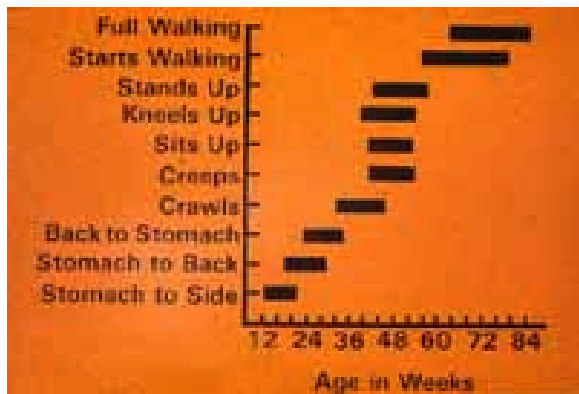 Full Walking
Starts Walking
Stands Up
Kneels Up
Sits Up
Creeps
Crawls
Back to Stomach
Stomach to Back
Stomach to Side
12 24 36 48 60 72 84
Age in Weeks